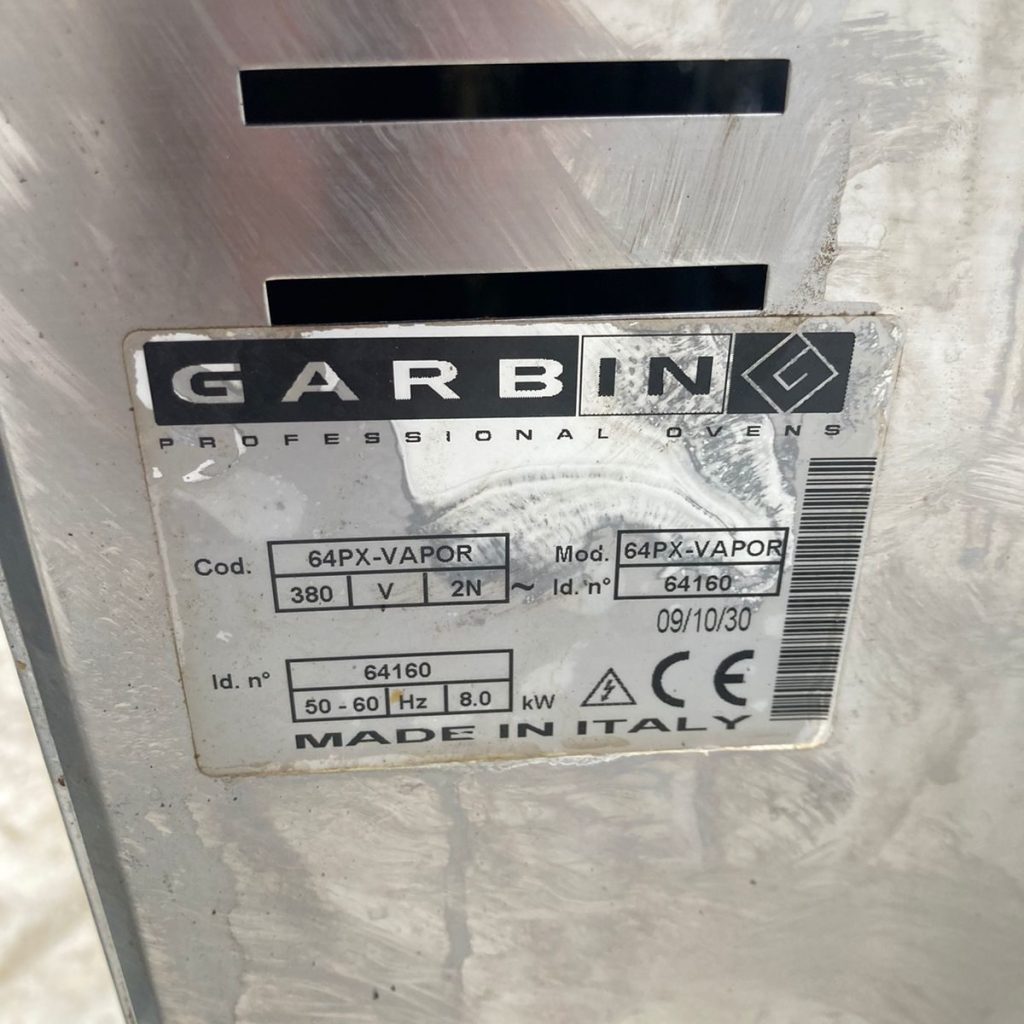 GARBIN G
PROFESSIONAL OVENS
Cod. 64PX-VAPOR Mod. 64PX-VAPOR
380 V 2N ~ Id. n° 64160
09/10/30
Id. n° 64160
50 - 60 Hz 8.0 kW CE
MADE IN ITALY